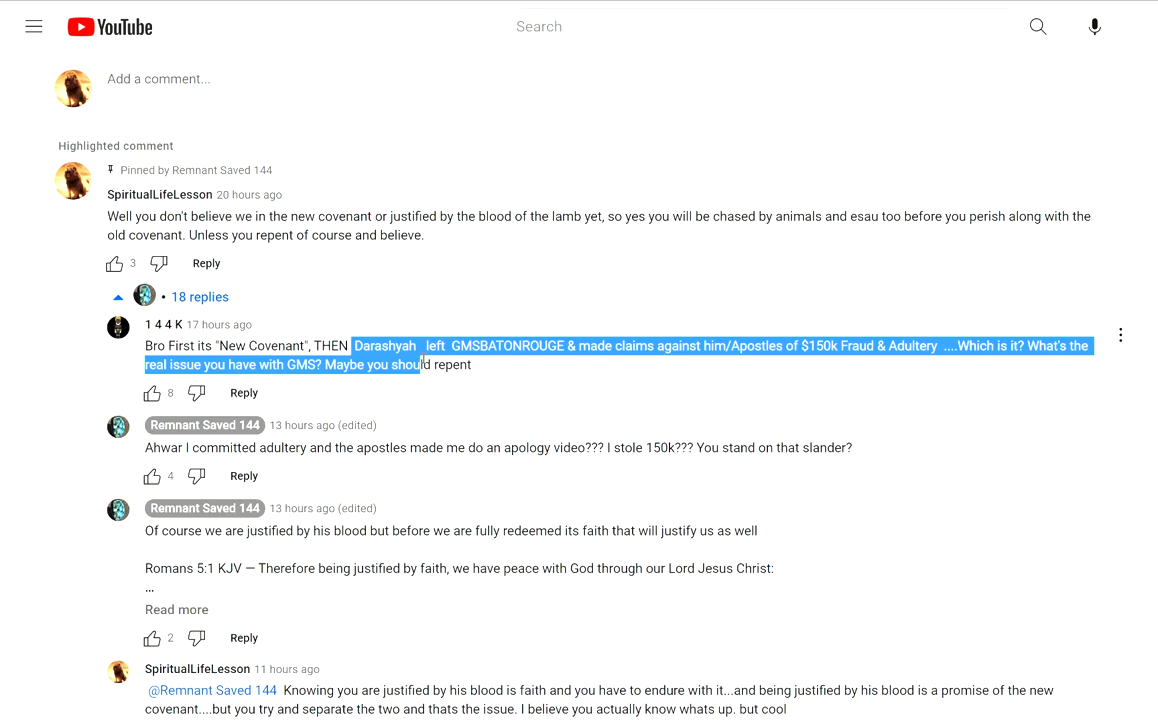 YouTube
Search
Add a comment...
Highlighted comment
Pinned by Remnant Saved 144
SpiritualLifeLesson 20 hours ago
Well you don't believe we in the new covenant or justified by the blood of the lamb yet, so yes you will be chased by animals and esau too before you perish along with the
old covenant. Unless you repent of course and believe.
3 Reply
• 18 replies
1 4 4 K 17 hours ago
Bro First its "New Covenant", THEN Darashyah left GMSBATONROUGE & made claims against him/Apostles of $150k Fraud & Adultery ....Which is it? What's the
real issue you have with GMS? Maybe you should repent
8 Reply
Remnant Saved 144 13 hours ago (edited)
Ahwar I committed adultery and the apostles made me do an apology video??? I stole 150k??? You stand on that slander?
4 Reply
Remnant Saved 144 13 hours ago (edited)
Of course we are justified by his blood but before we are fully redeemed its faith that will justify us as well
Romans 5:1 KJV — Therefore being justified by faith, we have peace with God through our Lord Jesus Christ:
...
Read more
2 Reply
SpiritualLifeLesson 11 hours ago
@Remnant Saved 144 Knowing you are justified by his blood is faith and you have to endure with it...and being justified by his blood is a promise of the new
covenant....but you try and separate the two and thats the issue. I believe you actually know whats up. but cool